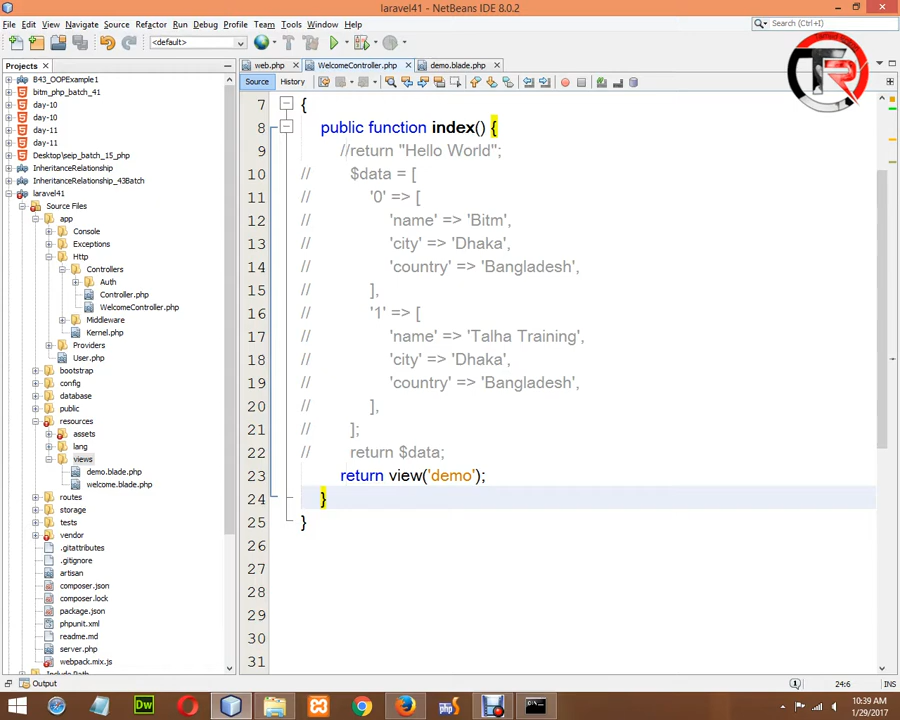 laravel41 - NetBeans IDE 8.0.2
File Edit View Navigate Source Refactor Run Debug Profile Team Tools Window Help
Search (Ctrl+I)
<default>
Projects
web.php
WelcomeController.php
demo.blade.php
Source
History
B43_OOPExample1
bitm_php_batch_41
day-10
day-10
day-11
day-11
Desktop\seip_batch_15_php
InheritanceRelationship
InheritanceRelationship_43Batch
laravel41
Source Files
app
Console
Exceptions
Http
Controllers
Auth
Controller.php
WelcomeController.php
Middleware
Kernel.php
Providers
User.php
bootstrap
config
database
public
resources
assets
lang
views
demo.blade.php
welcome.blade.php
routes
storage
tests
vendor
.gitattributes
.gitignore
artisan
composer.json
composer.lock
package.json
phpunit.xml
readme.md
server.php
webpack.mix.js
7 {
8 public function index() {
9 //return "Hello World";
10 // $data = [
11 // '0' => [
12 // 'name' => 'Bitm',
13 // 'city' => 'Dhaka',
14 // 'country' => 'Bangladesh',
15 // ],
16 // '1' => [
17 // 'name' => 'Talha Training',
18 // 'city' => 'Dhaka',
19 // 'country' => 'Bangladesh',
20 // ],
21 // ];
22 // return $data;
23 return view('demo');
24 }
25 }
26
27
28
29
30
31
Output
24:6
INS
Dw
10:39 AM
1/29/2017